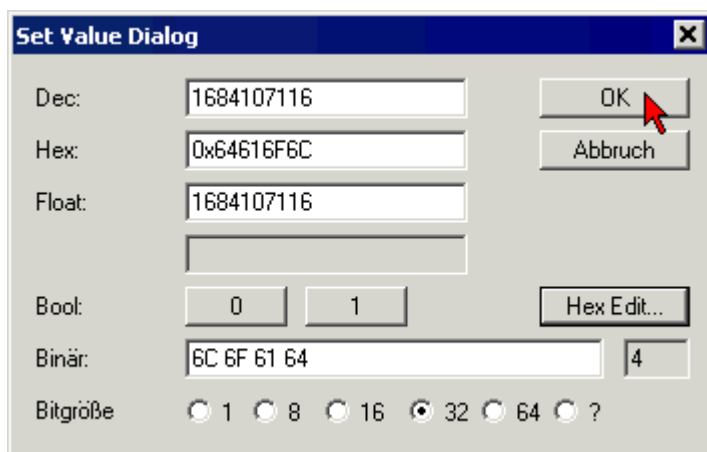 Set Value Dialog
Dec: 1684107116 OK
Hex: 0x64616F6C Abbruch
Float: 1684107116
Bool: 0 1 Hex Edit...
Binär: 6C 6F 61 64 4
Bitgröße 1 8 16 32 64 ?